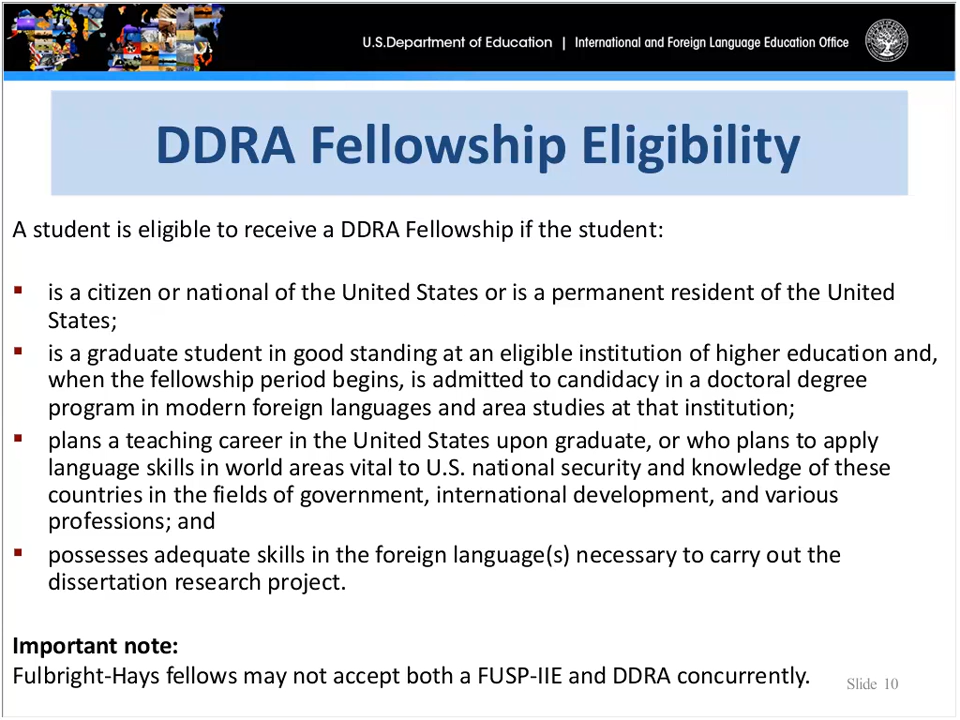 U.S.Department of Education | International and Foreign Language Education Office
DDRA Fellowship Eligibility
A student is eligible to receive a DDRA Fellowship if the student:
▪ is a citizen or national of the United States or is a permanent resident of the United
States;
▪ is a graduate student in good standing at an eligible institution of higher education and,
when the fellowship period begins, is admitted to candidacy in a doctoral degree
program in modern foreign languages and area studies at that institution;
▪ plans a teaching career in the United States upon graduate, or who plans to apply
language skills in world areas vital to U.S. national security and knowledge of these
countries in the fields of government, international development, and various
professions; and
▪ possesses adequate skills in the foreign language(s) necessary to carry out the
dissertation research project.
Important note:
Fulbright-Hays fellows may not accept both a FUSP-IIE and DDRA concurrently.
Slide 10